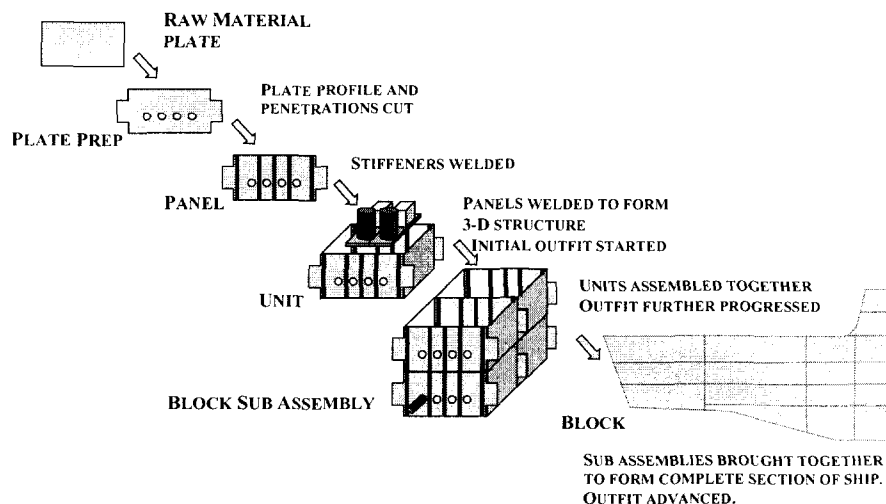 RAW MATERIAL
PLATE
PLATE PROFILE AND
PENETRATIONS CUT
PLATE PREP
STIFFENERS WELDED
PANEL
PANELS WELDED TO FORM
3-D STRUCTURE
INITIAL OUTFIT STARTED
UNIT
UNITS ASSEMBLED TOGETHER
OUTFIT FURTHER PROGRESSED
BLOCK SUB ASSEMBLY
BLOCK
SUB ASSEMBLIES BROUGHT TOGETHER
TO FORM COMPLETE SECTION OF SHIP.
OUTFIT ADVANCED.